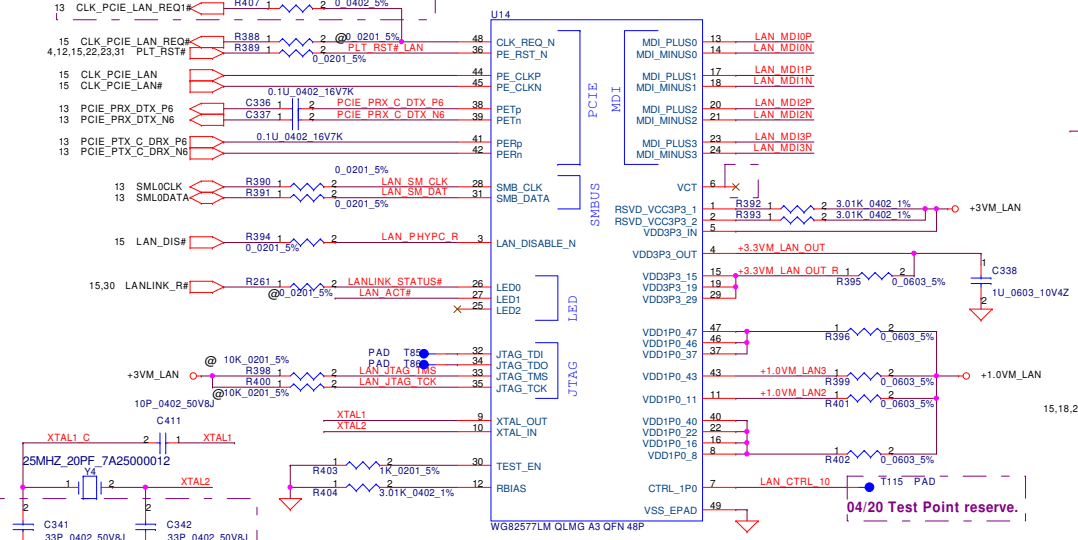 13 CLK_PCIE_LAN_REQ1# R407 1 2 0_0402_5%
U14
15 CLK_PCIE_LAN_REQ# R388 1 2 @0_0201_5% 48 CLK_REQ_N MDI_PLUS0 13 LAN_MDI0P
4,12,15,22,23,31 PLT_RST# R389 1 2 PLT_RST#_LAN 36 PE_RST_N MDI_MINUS0 14 LAN_MDI0N
0_0201_5%
15 CLK_PCIE_LAN 44 PE_CLKP MDI_PLUS1 17 LAN_MDI1P
15 CLK_PCIE_LAN# 45 PE_CLKN MDI_MINUS1 18 LAN_MDI1N
0.1U_0402_16V7K
PCIE MDI
13 PCIE_PRX_DTX_P6 C336 1 2 PCIE_PRX_C_DTX_P6 38 PETp MDI_PLUS2 20 LAN_MDI2P
13 PCIE_PRX_DTX_N6 C337 1 2 PCIE_PRX_C_DTX_N6 39 PETn MDI_MINUS2 21 LAN_MDI2N
0.1U_0402_16V7K
13 PCIE_PTX_C_DRX_P6 41 PERp MDI_PLUS3 23 LAN_MDI3P
13 PCIE_PTX_C_DRX_N6 42 PERn MDI_MINUS3 24 LAN_MDI3N
0_0201_5%
13 SML0CLK R390 1 2 LAN_SM_CLK 28 SMB_CLK VCT 6
13 SML0DATA R391 1 2 LAN_SM_DAT 31 SMB_DATA
0_0201_5%
SMBUS
RSVD_VCC3P3_1 1 R392 1 2 3.01K_0402_1% +3VM_LAN
RSVD_VCC3P3_2 2 R393 1 2 3.01K_0402_1%
VDD3P3_IN 5
15 LAN_DIS# R394 1 2 LAN_PHYPC_R 3 LAN_DISABLE_N
0_0201_5%
VDD3P3_OUT 4 +3.3VM_LAN_OUT
VDD3P3_15 15 +3.3VM_LAN_OUT_R 1 2
R395 0_0603_5%
VDD3P3_19 19
VDD3P3_29 29
1 C338
2 1U_0603_10V4Z
15,30 LANLINK_R# R261 1 2 LANLINK_STATUS# 26 LED0
@0_0201_5% LAN_ACT# 27 LED1
25 LED2
LED
VDD1P0_47 47 1 2
R396 0_0603_5%
VDD1P0_46 46
VDD1P0_37 37
PAD T85 32 JTAG_TDI
PAD 34 JTAG_TDO
@ 10K_0201_5%
+3VM_LAN R398 1 2 LAN_JTAG_TMS 33 JTAG_TMS
R400 1 2 LAN_JTAG_TCK 35 JTAG_TCK
@10K_0201_5%
JTAG
VDD1P0_43 43 +1.0VM_LAN3 1 2 +1.0VM_LAN
R399 0_0603_5%
VDD1P0_11 11 +1.0VM_LAN2 1 2
R401 0_0603_5%
15,18,2
10P_0402_50V8J
C411
XTAL1 9 XTAL_OUT
XTAL2 10 XTAL_IN
VDD1P0_40 40
VDD1P0_22 22
VDD1P0_16 16
VDD1P0_8 8 1 2
R402 0_0603_5%
XTAL1_C 2 1 XTAL1
25MHZ_20PF_7A25000012
Y4
1 2 XTAL2
R403 1 2 1K_0201_5% 30 TEST_EN
R404 1 2 3.01K_0402_1% 12 RBIAS
CTRL_1P0 7 LAN_CTRL_10 T115 PAD
04/20 Test Point reserve.
VSS_EPAD 49
2 C341
33P_0402_50V8J
2 C342
33P_0402_50V8J
WG82577LM QLMG A3 QFN 48P